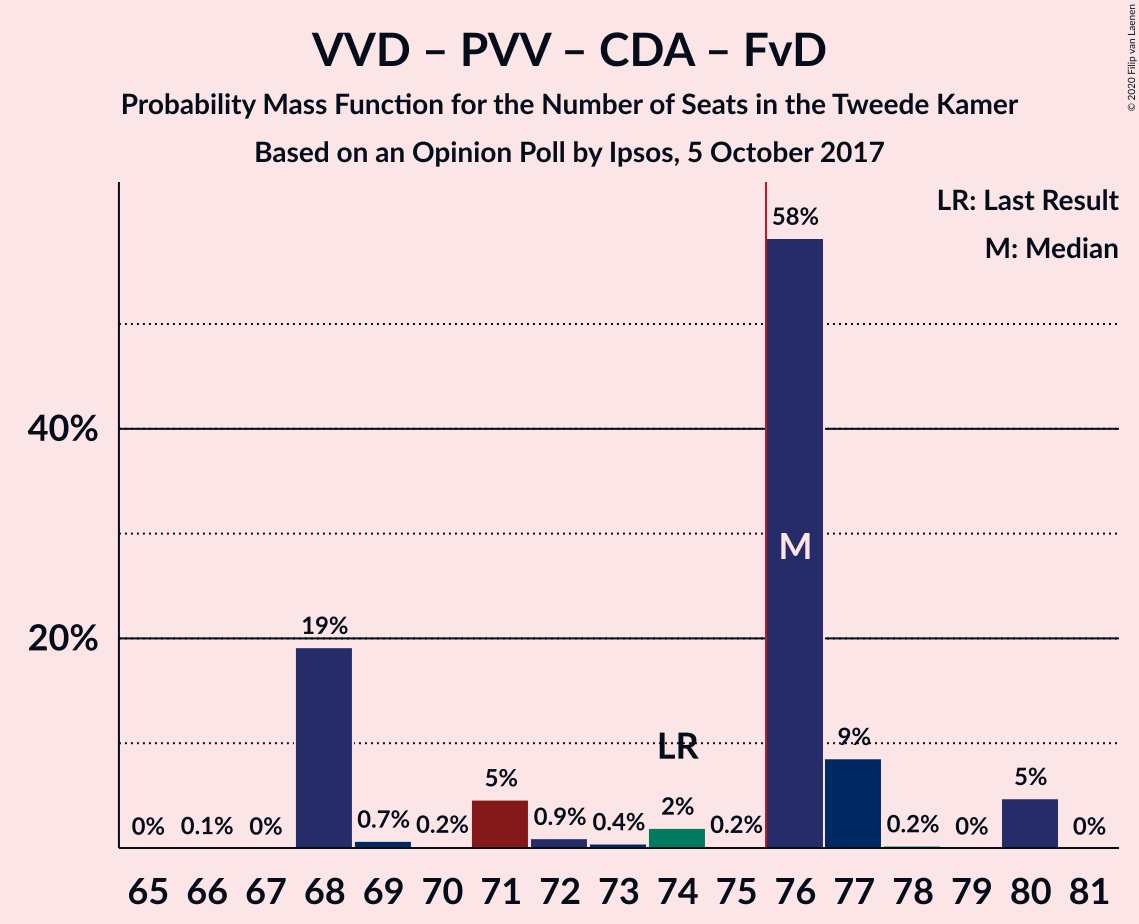 VVD – PVV – CDA – FvD
Probability Mass Function for the Number of Seats in the Tweede Kamer
Based on an Opinion Poll by Ipsos, 5 October 2017
© 2020 Filip van Laenen
LR: Last Result
M: Median
58%
40%
M
19%
20%
LR
9%
5%
5%
2%
0%
0.1%
0%
0.7%
0.2%
0.9%
0.4%
0.2%
0.2%
0%
0%
65 66 67 68 69 70 71 72 73 74 75 76 77 78 79 80 81